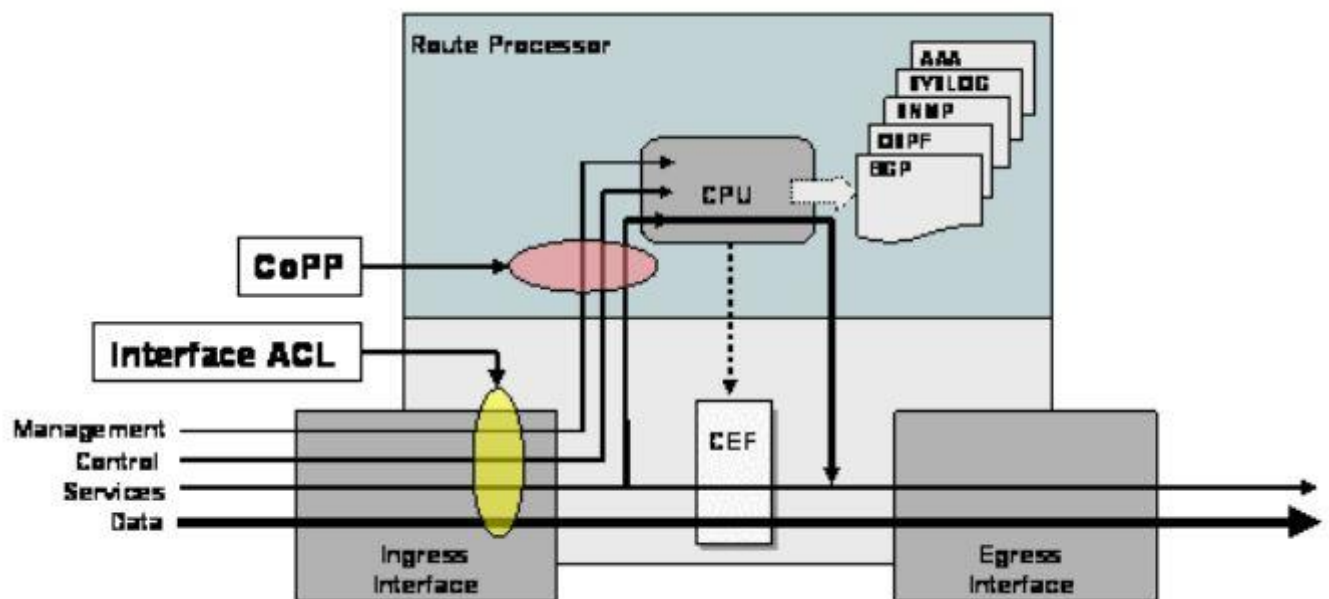 Route Processor
AAA
SYSLOG
SNMP
OSPF
BGP
CPU
CoPP
Interface ACL
Management
Control
Services
Data
CEF
Ingress
Interface
Egress
Interface